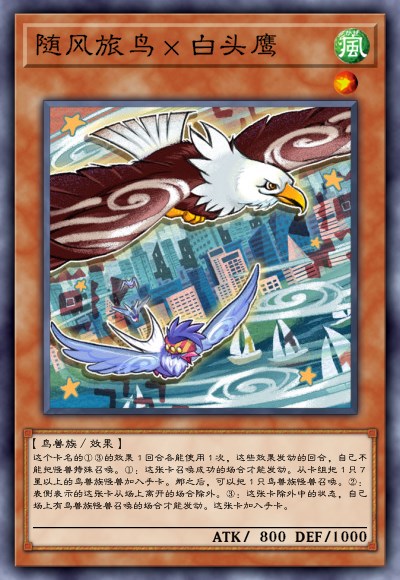 随风旅鸟×白头鹰
風
【鸟兽族/效果】
这个卡名的①③的效果1回合各能使用1次，这些效果发动的回合，自己不
能把怪兽特殊召唤。①：这张卡召唤成功的场合才能发动。从卡组把1只7
星以上的鸟兽族怪兽加入手卡。那之后，可以把1只鸟兽族怪兽召唤。②：
表侧表示的这张卡从场上离开的场合除外。③：这张卡除外中的状态，自己
场上有鸟兽族怪兽召唤的场合才能发动。这张卡加入手卡。
ATK/ 800 DEF/1000